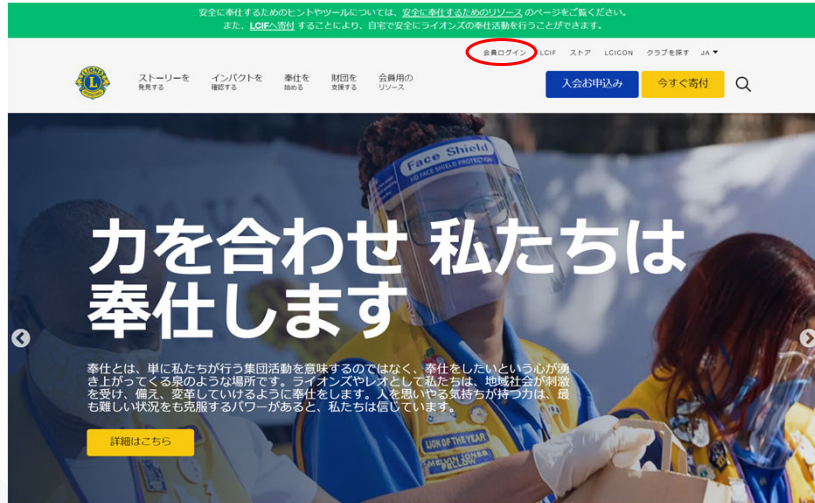 安全に奉仕するためのヒントやツールについては、安全に奉仕するためのリソース のページをご覧ください。
また、LCIFへ寄付 することにより、自宅で安全にライオンズの奉仕活動を行うことができます。
会員ログイン LCIF ストア LCICON クラブを探す JA
ストーリーを 発見する
インパクトを 確認する
奉仕を 始める
財団を 支援する
会員用の リソース
入会お申込み
今すぐ寄付
Face Shield
HD FACE SHIELD PROTECTION
力を合わせ 私たちは
奉仕します
奉仕とは、単に私たちが行う集団活動を意味するのではなく、奉仕をしたいという心が湧
き上がってくる泉のような場所です。ライオンズやレオとして私たちは、地域社会が刺激
を受け、備え、変革していけるように奉仕をします。人を思いやる気持ちが持つ力は、最
も難しい状況をも克服するパワーがあると、私たちは信じています。
詳細はこちら
LION OF THE YEAR
MELVIN JONES
FELLOW